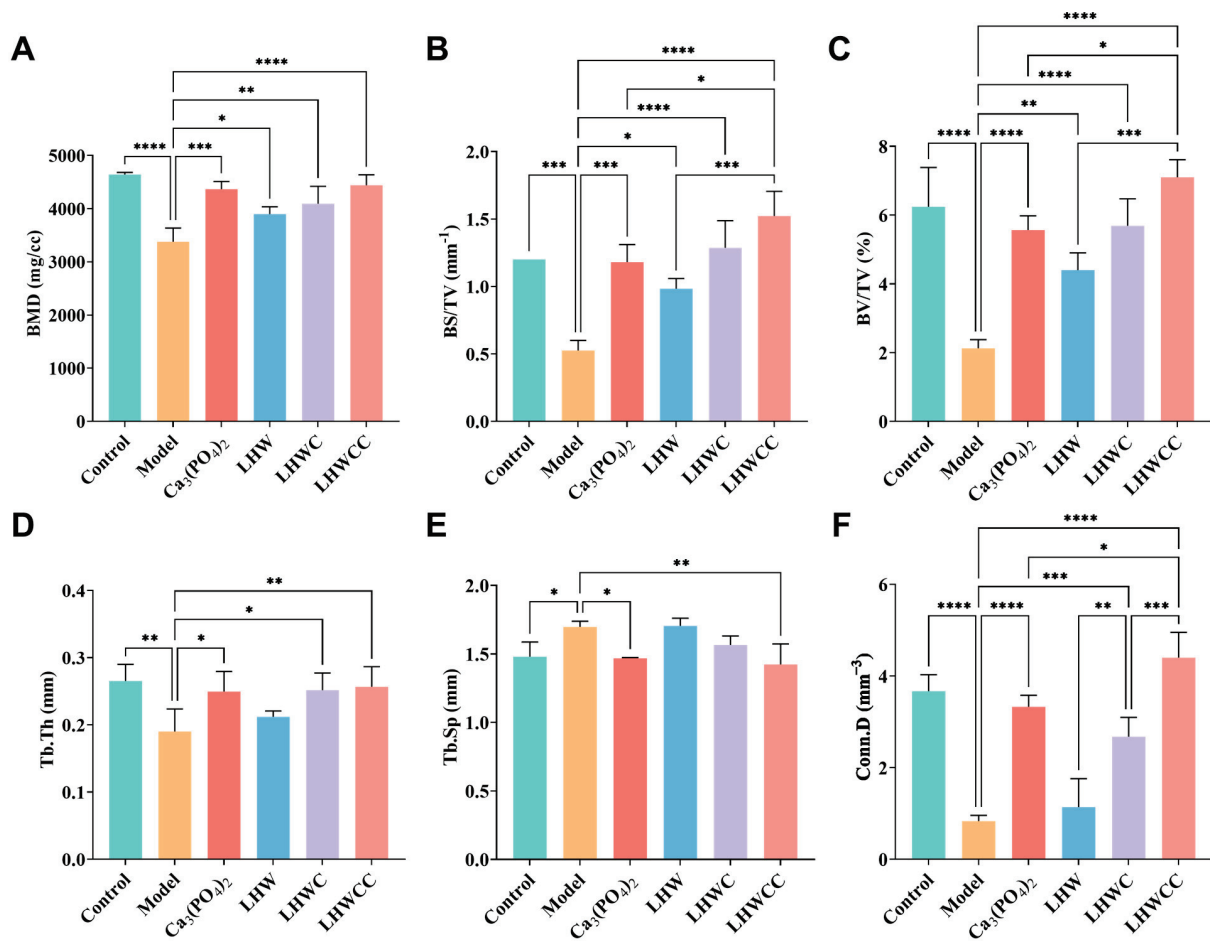 A
****
**
*
**** ***
BMD (mg/cc)
5000
4000
3000
2000
1000
0
Control
Model
Ca₃(PO₄)₂
LHW
LHWC
LHWCC
B
****
*
****
*
*** *** ***
BS/TV (mm⁻¹)
2.0
1.5
1.0
0.5
0.0
Control
Model
Ca₃(PO₄)₂
LHW
LHWC
LHWCC
C
****
*
****
**
**** **** ***
BV/TV (%)
8
6
4
2
0
Control
Model
Ca₃(PO₄)₂
LHW
LHWC
LHWCC
D
**
*
** *
Tb.Th (mm)
0.4
0.3
0.2
0.1
0.0
Control
Model
Ca₃(PO₄)₂
LHW
LHWC
LHWCC
E
**
* *
Tb.Sp (mm)
2.0
1.5
1.0
0.5
0.0
Control
Model
Ca₃(PO₄)₂
LHW
LHWC
LHWCC
F
****
*
***
**** **** ** ***
Conn.D (mm⁻³)
6
4
2
0
Control
Model
Ca₃(PO₄)₂
LHW
LHWC
LHWCC